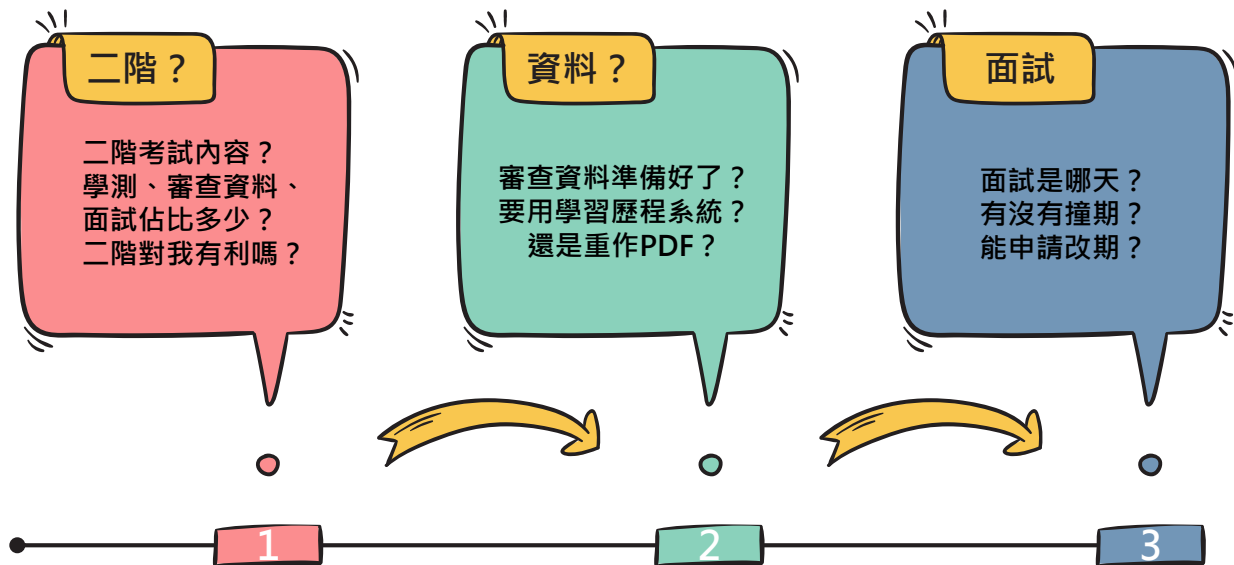 二階？
二階考試內容？
學測、審查資料、
面試佔比多少？
二階對我有利嗎？
資料？
審查資料準備好了？
要用學習歷程系統？
還是重作PDF？
面試
面試是哪天？
有沒有撞期？
能申請改期？
1
2
3